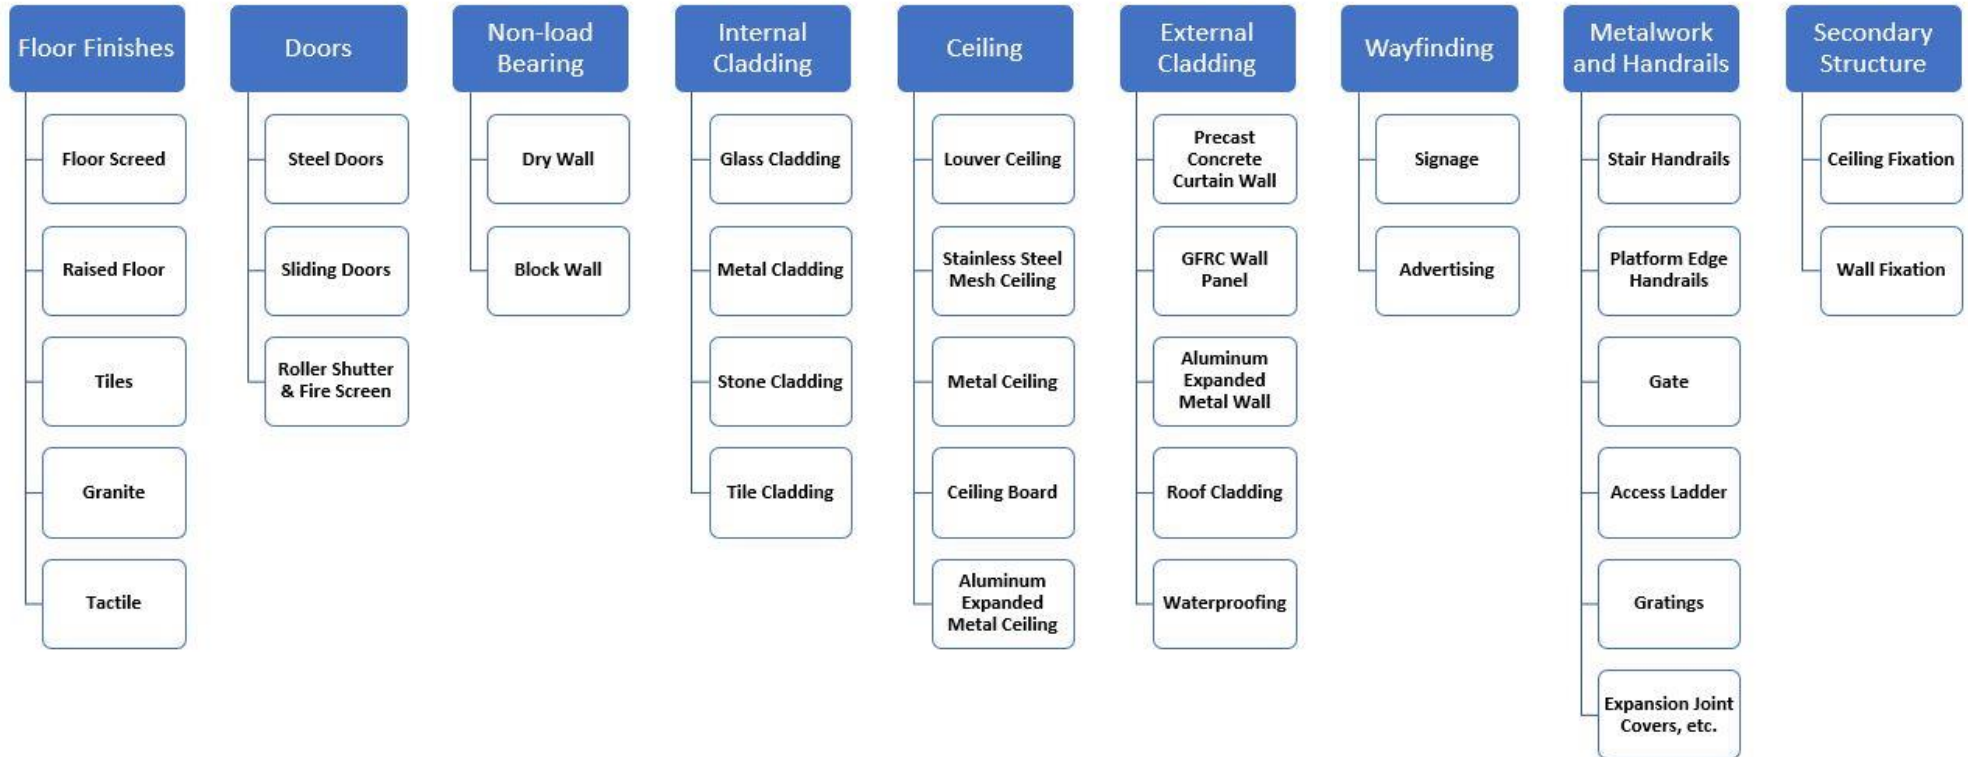 Floor Finishes
Floor Screed
Raised Floor
Tiles
Granite
Tactile
Doors
Steel Doors
Sliding Doors
Roller Shutter
& Fire Screen
Non-load
Bearing
Dry Wall
Block Wall
Internal
Cladding
Glass Cladding
Metal Cladding
Stone Cladding
Tile Cladding
Ceiling
Louver Ceiling
Stainless Steel
Mesh Ceiling
Metal Ceiling
Ceiling Board
Aluminum
Expanded
Metal Ceiling
External
Cladding
Precast
Concrete
Curtain Wall
GFRC Wall
Panel
Aluminum
Expanded
Metal Wall
Roof Cladding
Waterproofing
Wayfinding
Signage
Advertising
Metalwork
and Handrails
Stair Handrails
Platform Edge
Handrails
Gate
Access Ladder
Gratings
Expansion Joint
Covers, etc.
Secondary
Structure
Ceiling Fixation
Wall Fixation